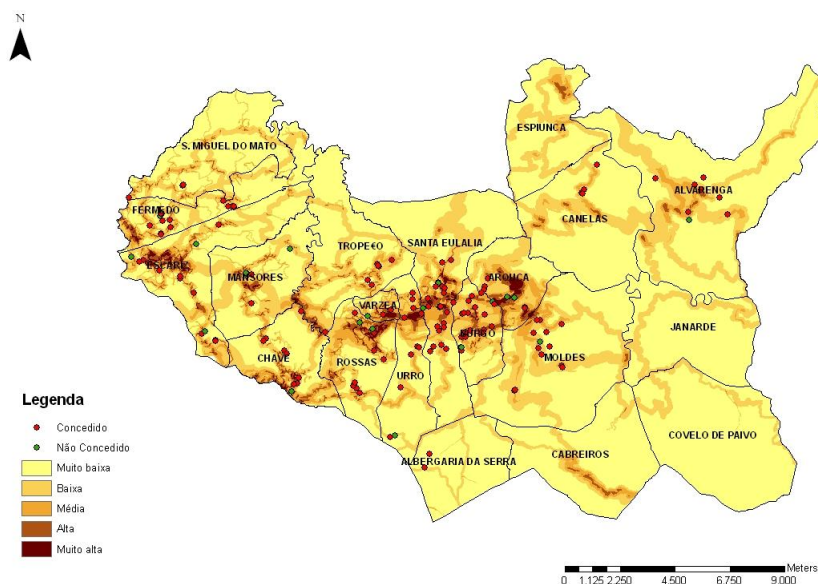 N
ESPIUNCA
S. MIGUEL DO MATO
ALVARENGA
FERMEDO
CANELAS
SANTA EULALIA
TROPE€O
ESCARIZ
AROUCA
MANSORES
VARZEA
JANARDE
BURGO
CHAVE
ROSSAS
MOLDES
URRO
COVELO DE PAIVO
ALBERGARIA DA SERRA
CABREIROS
Legenda
Concedido
Não Concedido
Muito baixa
Baixa
Média
Alta
Muito alta
Meters
0 1.125 2.250 4.500 6.750 9.000